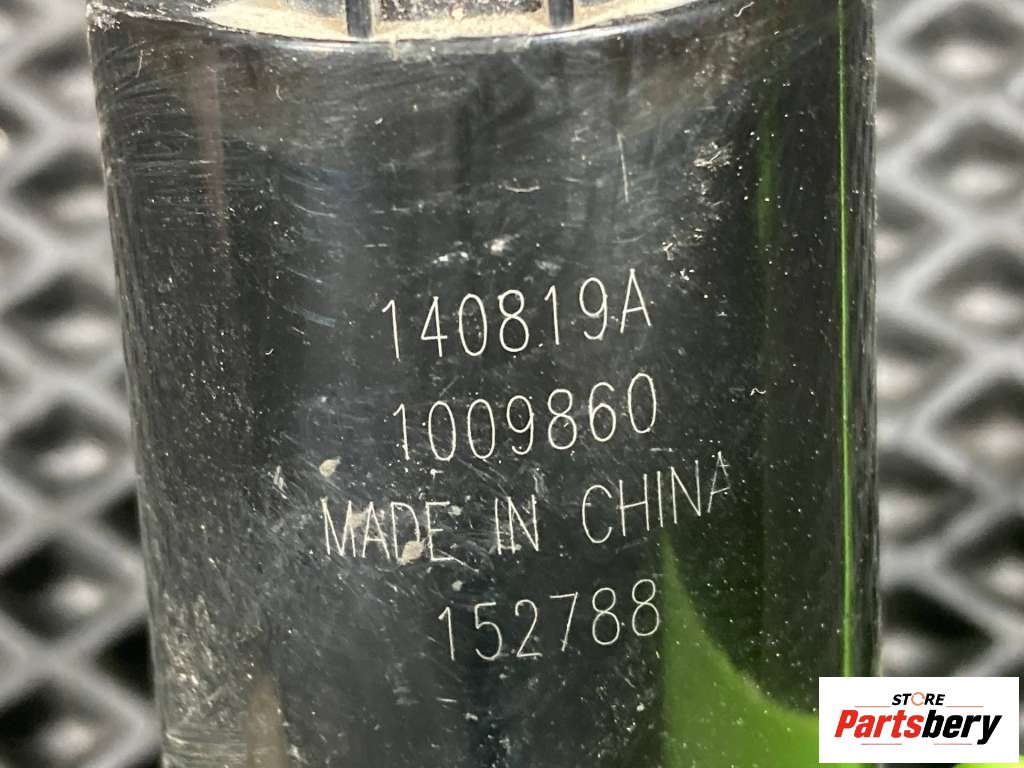 140819A
1009860
MADE IN CHINA
152788
STORE
Partsbery